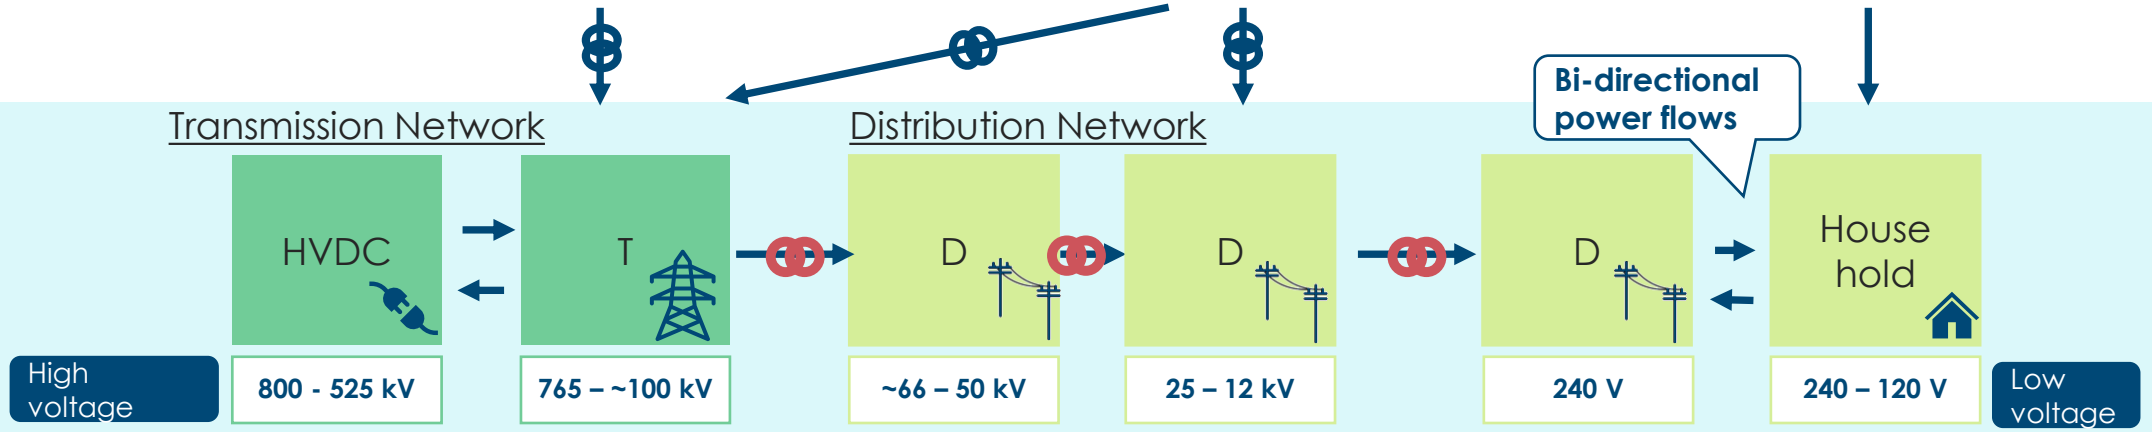 Bi-directional
power flows
Transmission Network
Distribution Network
HVDC
T
D
D
D
House
hold
High
voltage
800 - 525 kV
765 – ~100 kV
~66 – 50 kV
25 – 12 kV
240 V
240 – 120 V
Low
voltage